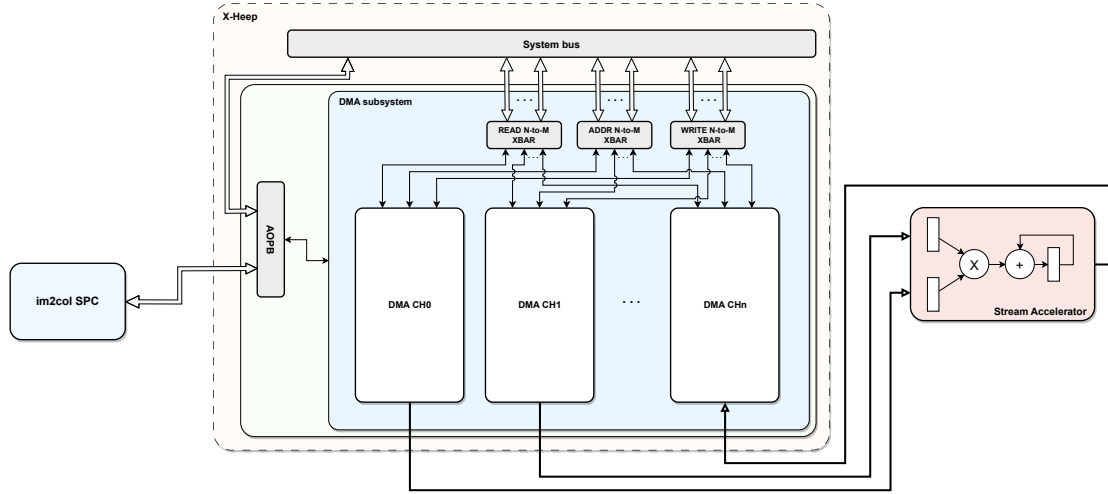 X-Heep
System bus
DMA subsystem
. . .
. . .
. . .
READ N-to-M
XBAR
ADDR N-to-M
XBAR
WRITE N-to-M
XBAR
. . .
. . .
. . .
AOPB
im2col SPC
DMA CH0
DMA CH1
. . .
DMA CHn
X
+
Stream Accelerator